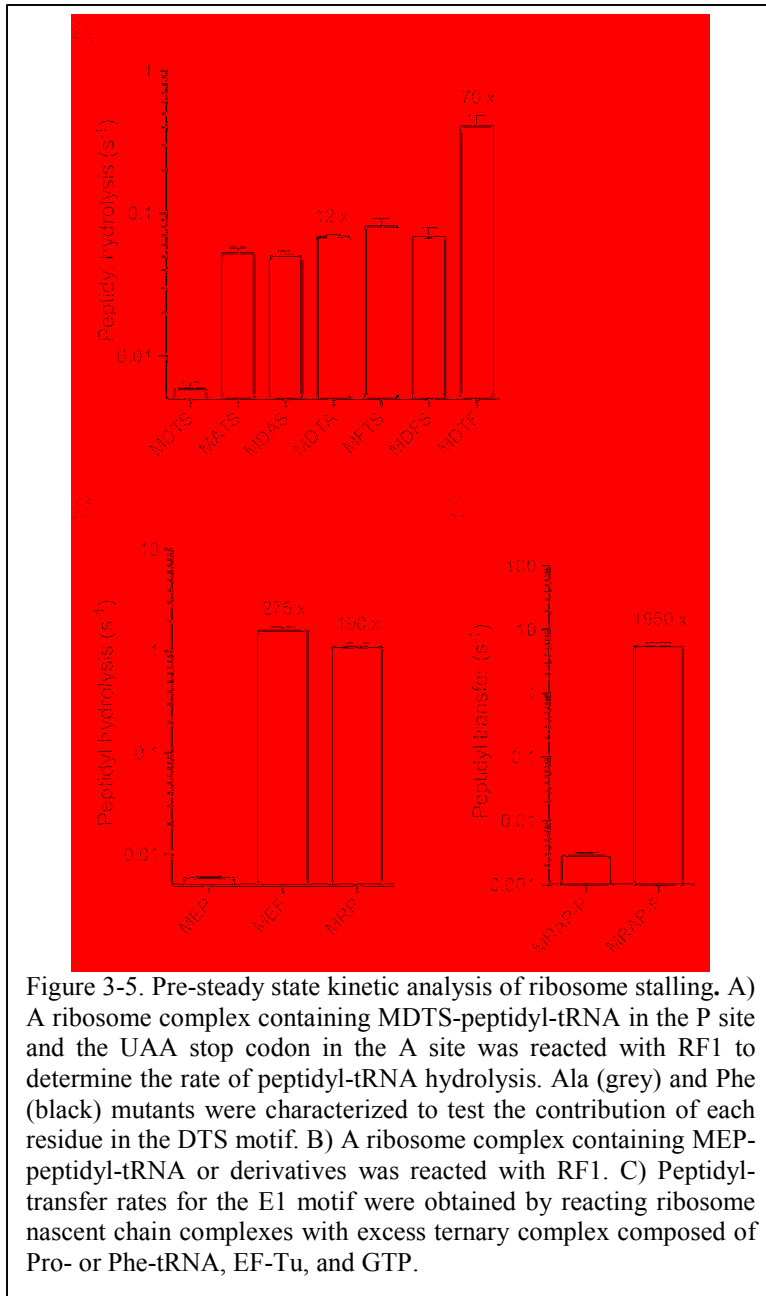 A)
1
70 x
Peptidyl hydrolysis (s-1)
12 x
0.1
0.01
MDTS MATS MDAS MDTA MFTS MDFS MDTF
B)
C)
10
100
275 x
1950 x
Peptidyl hydrolysis (s-1)
Peptidyl transfer (s-1)
10
1
1
0.1
0.1
0.01
0.01
0.001
MEP MEF MRP
MRAP-P MRAP-F
Figure 3-5. Pre-steady state kinetic analysis of ribosome stalling. A)
A ribosome complex containing MDTS-peptidyl-tRNA in the P site
and the UAA stop codon in the A site was reacted with RF1 to
determine the rate of peptidyl-tRNA hydrolysis. Ala (grey) and Phe
(black) mutants were characterized to test the contribution of each
residue in the DTS motif. B) A ribosome complex containing MEP-
peptidyl-tRNA or derivatives was reacted with RF1. C) Peptidyl-
transfer rates for the E1 motif were obtained by reacting ribosome
nascent chain complexes with excess ternary complex composed of
Pro- or Phe-tRNA, EF-Tu, and GTP.